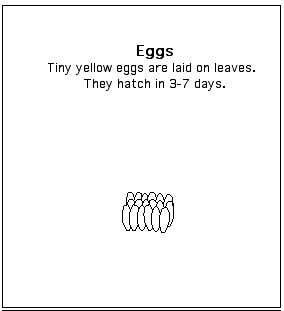 Eggs
Tiny yellow eggs are laid on leaves.
They hatch in 3-7 days.